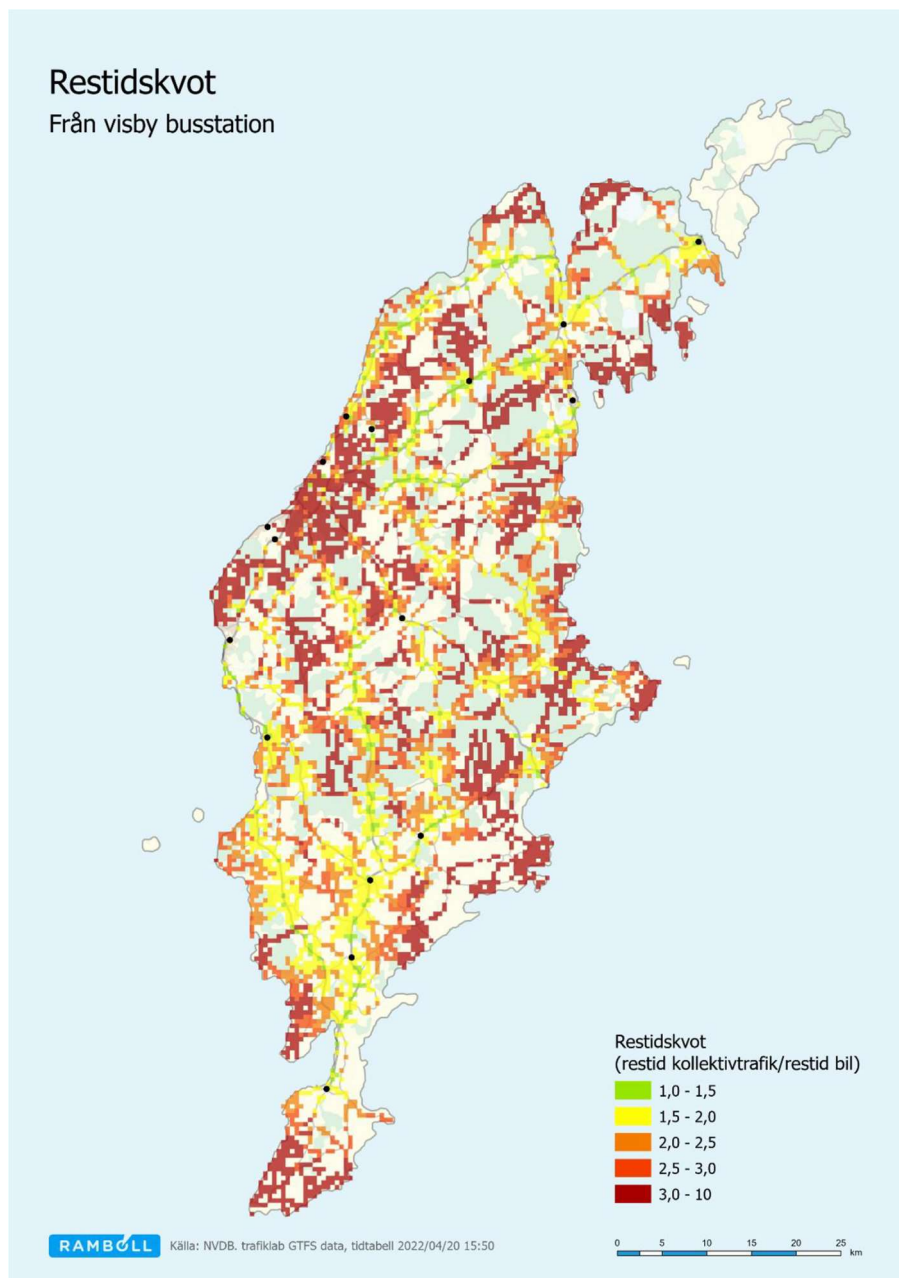 Restidskvot
Från visby busstation
Restidskvot
(restid kollektivtrafik/restid bil)
1,0 - 1,5
1,5 - 2,0
2,0 - 2,5
2,5 - 3,0
3,0 - 10
RAMBOLL Källa: NVDB. trafiklab GTFS data, tidtabell 2022/04/20 15:50
0 5 10 15 20 25
km